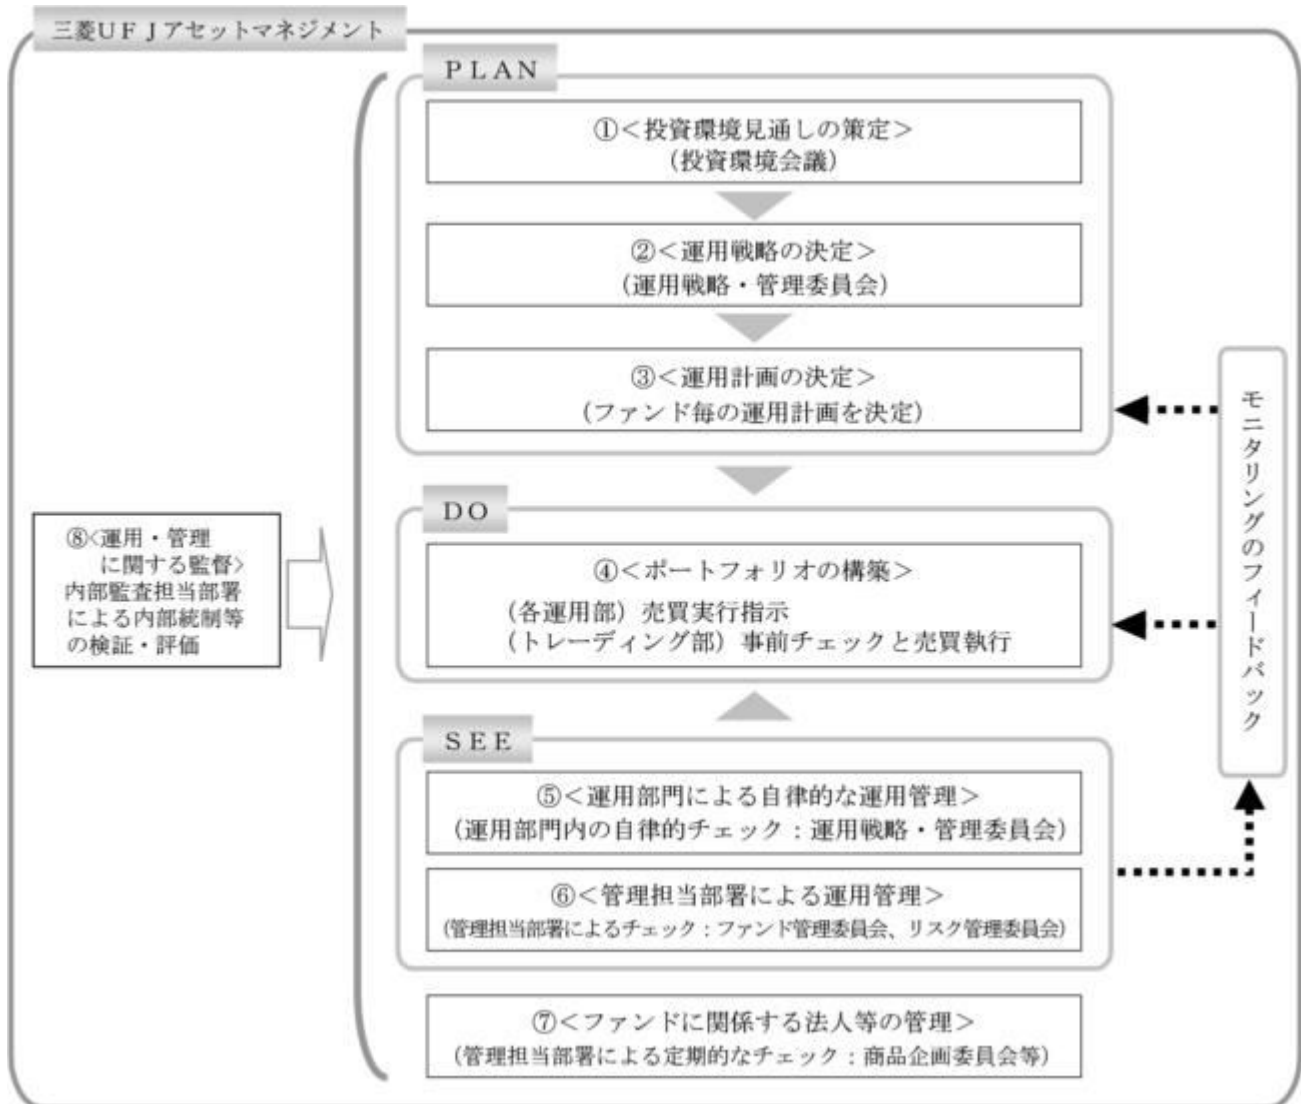 三菱ＵＦＪアセットマネジメント
ＰＬＡＮ
①＜投資環境見通しの策定＞
（投資環境会議）
②＜運用戦略の決定＞
（運用戦略・管理委員会）
③＜運用計画の決定＞
（ファンド毎の運用計画を決定）
ＤＯ
④＜ポートフォリオの構築＞
（各運用部）売買実行指示
（トレーディング部）事前チェックと売買執行
ＳＥＥ
⑤＜運用部門による自律的な運用管理＞
（運用部門内の自律的チェック：運用戦略・管理委員会）
⑥＜管理担当部署による運用管理＞
（管理担当部署によるチェック：ファンド管理委員会、リスク管理委員会）
⑦＜ファンドに関係する法人等の管理＞
（管理担当部署による定期的なチェック：商品企画委員会等）
⑧<運用・管理
に関する監督>
内部監査担当部署
による内部統制等
の検証・評価
モニタリングのフィードバック